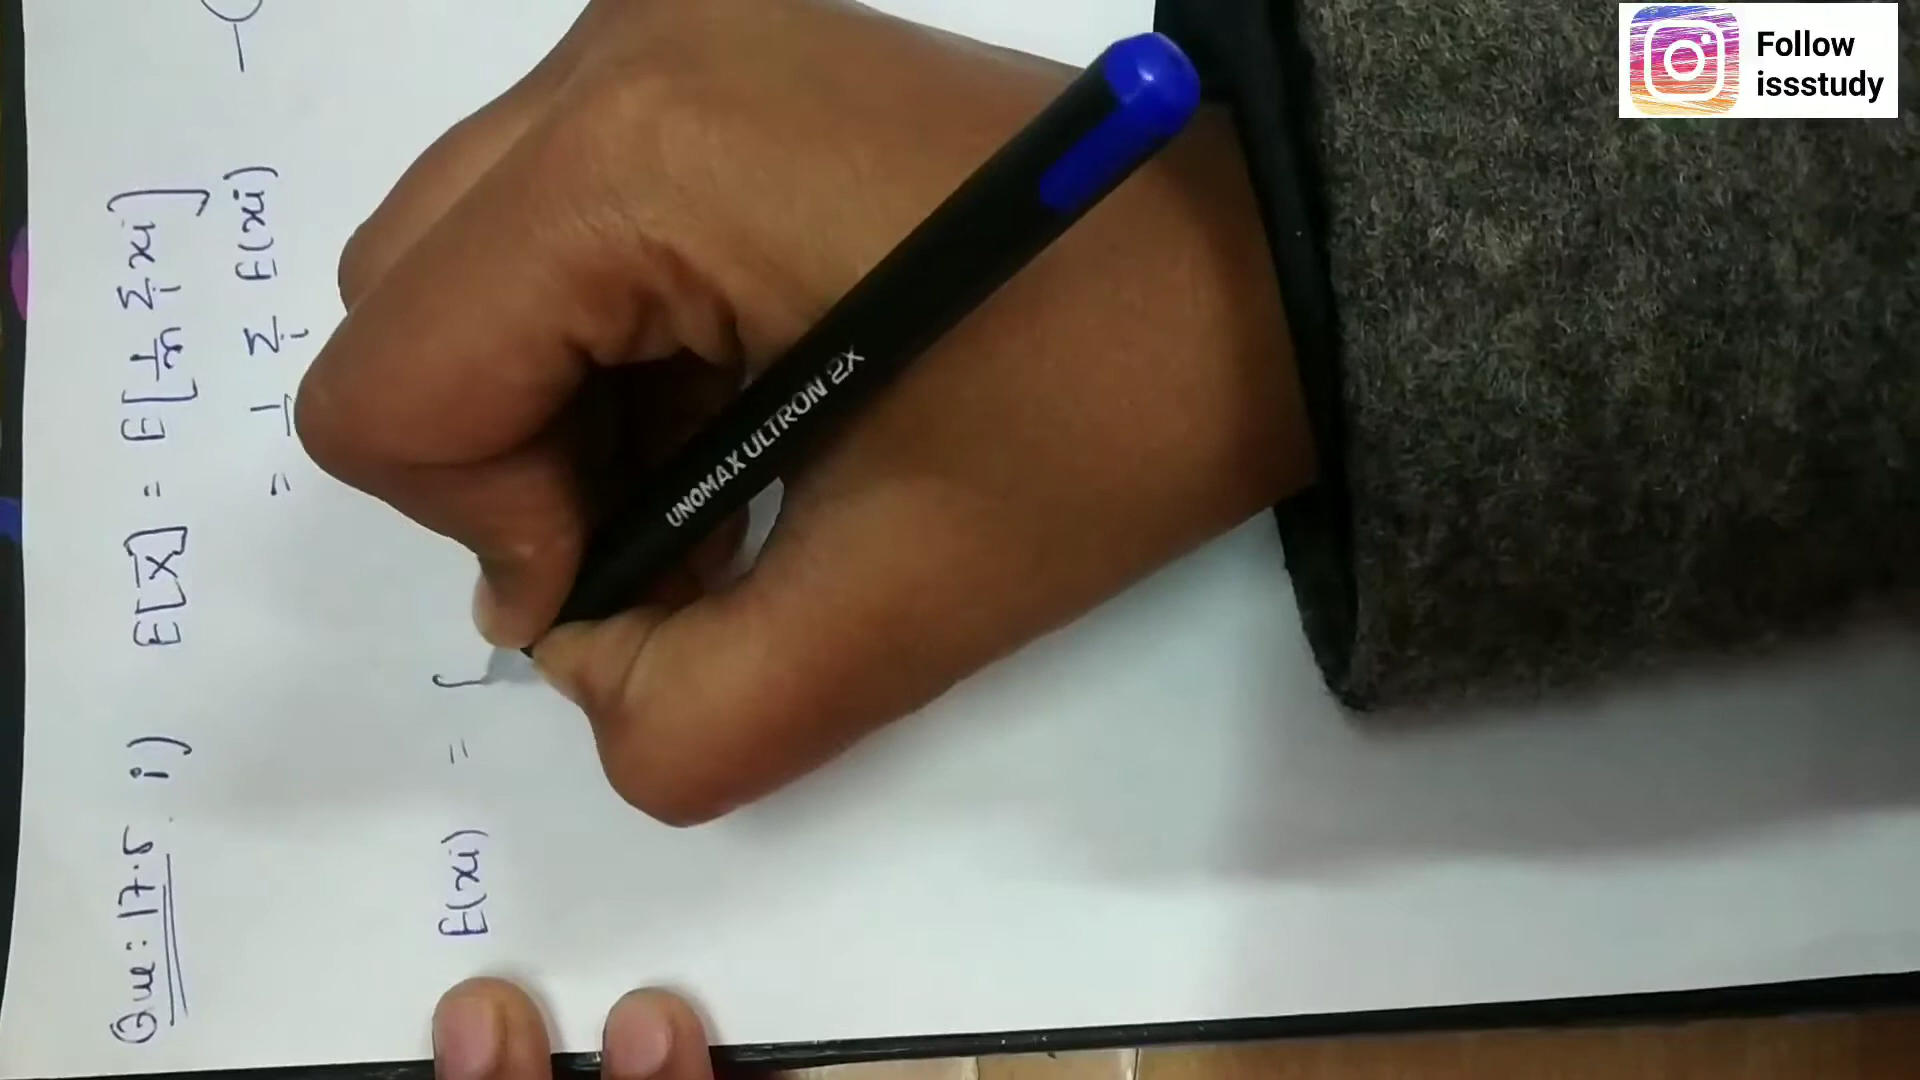 Follow
issstudy
Que: 17.5. i) E[X̄] = E[1/n Σi xi]
= 1 Σi E(xi)
E(xi) = ∫
UNOMAX ULTRON 2X